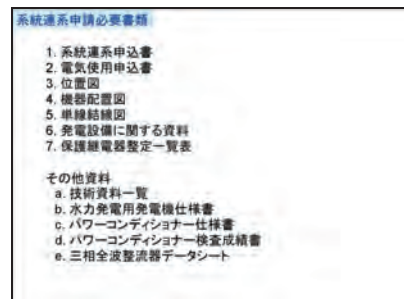 系統連系申請必要書類
1. 系統連系申込書
2. 電気使用申込書
3. 位置図
4. 機器配置図
5. 単線結線図
6. 発電設備に関する資料
7. 保護継電器整定一覧表
その他資料
a. 技術資料一覧
b. 水力発電用発電機仕様書
c. パワーコンディショナー仕様書
d. パワーコンディショナー検査成績書
e. 三相全波整流器データシート